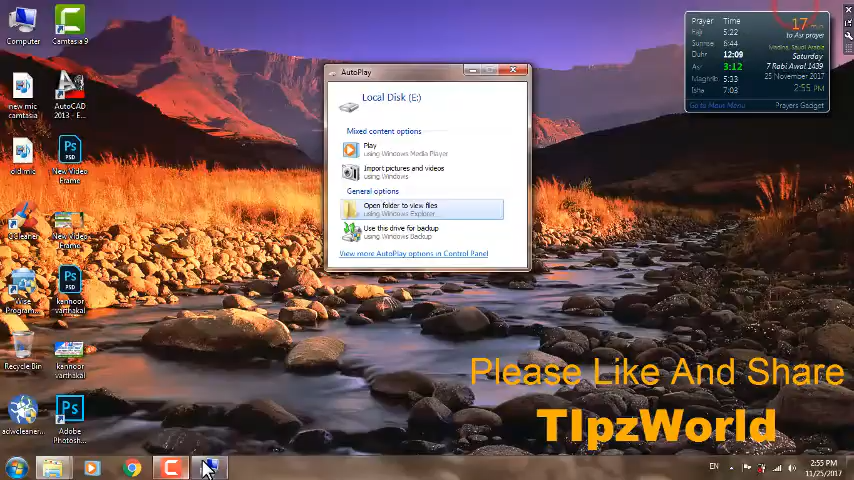 Computer
Camtasia 9
new mic
camtasia
AutoCAD
2013 - E...
old mic
New Video
Frame
CCleaner
New Video
Frame
Wise
Program...
kannoor
varthakal
Recycle Bin
kannoor
varthakal
adwcleaner...
Adobe
Photosh...
AutoPlay
Local Disk (E:)
Mixed content options
Play
using Windows Media Player
Import pictures and videos
using Windows
General options
Open folder to view files
using Windows Explorer
Use this drive for backup
using Windows Backup
View more AutoPlay options in Control Panel
Prayer Time
Fajr 5:22
Sunrise 6:44
Duhr 12:09
Asr 3:12
Maghrib 5:33
Isha 7:03
17 min
to Asr prayer
Medina, Saudi Arabia
Saturday
7 Rabi Awal 1439
25 November 2017
2:55 PM
Go to Main Menu
Prayers Gadget
Please Like And Share
TIpzWorld
EN
2:55 PM
11/25/2017